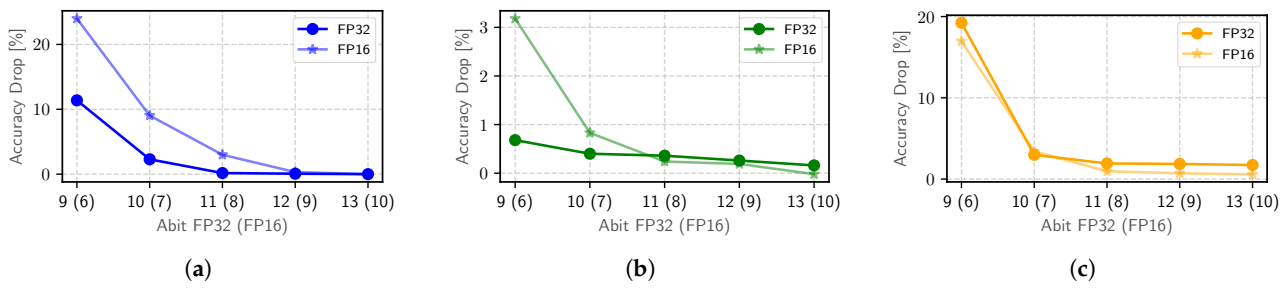 Accuracy Drop [%]
20
10
0
FP32
FP16
9 (6) 10 (7) 11 (8) 12 (9) 13 (10)
Abit FP32 (FP16)
(a)
Accuracy Drop [%]
3
2
1
0
FP32
FP16
9 (6) 10 (7) 11 (8) 12 (9) 13 (10)
Abit FP32 (FP16)
(b)
Accuracy Drop [%]
20
10
0
FP32
FP16
9 (6) 10 (7) 11 (8) 12 (9) 13 (10)
Abit FP32 (FP16)
(c)